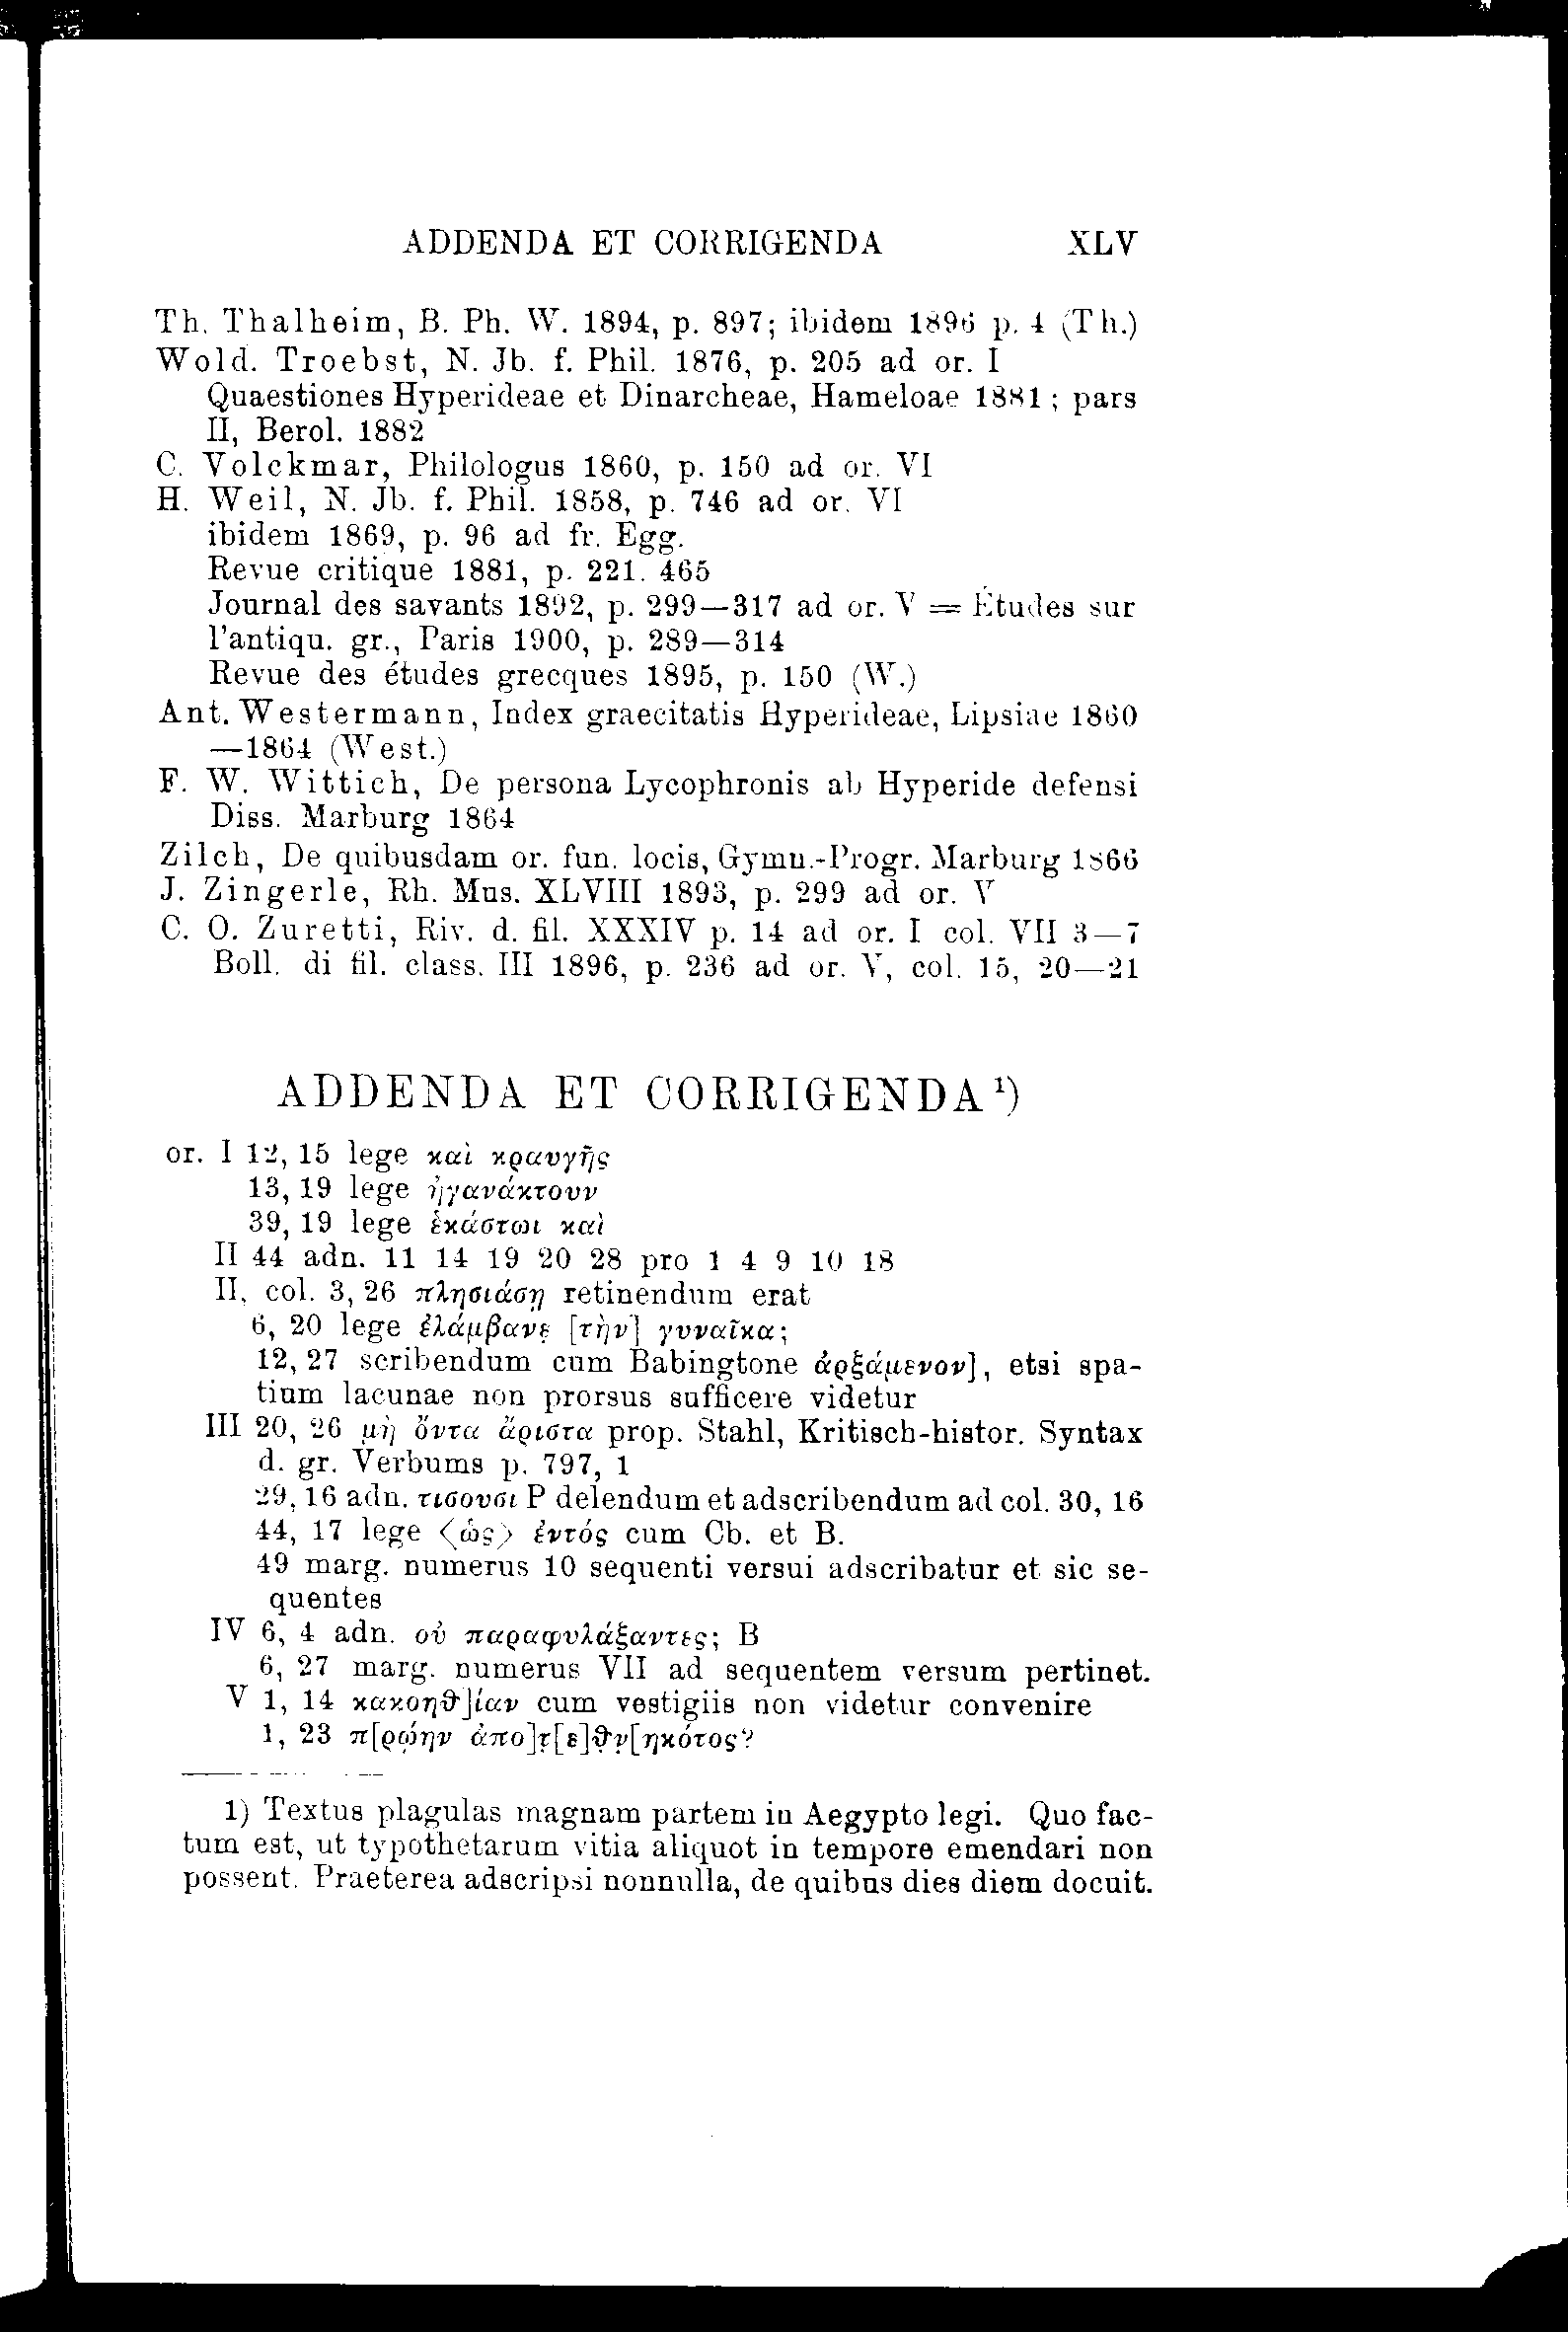 ADDENDA ET CORRIGENDA XLV
Th. Thalheim, B. Ph. W. 1894, p. 897; ibidem 1896 p. 4 (Th.)
Wold. Troebst, N. Jb. f. Phil. 1876, p. 205 ad or. I
Quaestiones Hyperideae et Dinarcheae, Hameloae 1881; pars
II, Berol. 1882
C. Volckmar, Philologus 1860, p. 150 ad or. VI
H. Weil, N. Jb. f. Phil. 1858, p. 746 ad or. VI
ibidem 1869, p. 96 ad fr. Egg.
Revue critique 1881, p. 221. 465
Journal des savants 1892, p. 299—317 ad or. V = Études sur
l'antiqu. gr., Paris 1900, p. 289—314
Revue des études grecques 1895, p. 150 (W.)
Ant. Westermann, Index graecitatis Hyperideae, Lipsiae 1860
—1864 (West.)
F. W. Wittich, De persona Lycophronis ab Hyperide defensi
Diss. Marburg 1864
Zilch, De quibusdam or. fun. locis, Gymn.-Progr. Marburg 1866
J. Zingerle, Rh. Mus. XLVIII 1893, p. 299 ad or. V
C. O. Zuretti, Riv. d. fil. XXXIV p. 14 ad or. I col. VII 3—7
Boll. di fil. class. III 1896, p. 236 ad or. V, col. 15, 20—21
ADDENDA ET CORRIGENDA¹)
or. I 12, 15 lege καὶ κραυγῆς
13, 19 lege ἠγανάκτουν
39, 19 lege ἑκάστωι καὶ
II 44 adn. 11 14 19 20 28 pro 1 4 9 10 18
II, col. 3, 26 πλησιάσῃ retinendum erat
6, 20 lege ἐλάμβανẹ [τὴν] γυναῖκα;
12, 27 scribendum cum Babingtone ἀρξάμενον], etsi spa-
tium lacunae non prorsus sufficere videtur
III 20, 26 μὴ ὄντα ἄριστα prop. Stahl, Kritisch-histor. Syntax
d. gr. Verbums p. 797, 1
29, 16 adn. τισουσι P delendum et adscribendum ad col. 30, 16
44, 17 lege ⟨ὡς⟩ ἐντός cum Cb. et B.
49 marg. numerus 10 sequenti versui adscribatur et sic se-
quentes
IV 6, 4 adn. οὐ παραφυλάξαντες; B
6, 27 marg. numerus VII ad sequentem versum pertinet.
V 1, 14 κακοηθ]ίαν cum vestigiis non videtur convenire
1, 23 π[ρῴην ἀπο]τ̣[ε]θν̣[ηκότος?
1) Textus plagulas magnam partem in Aegypto legi. Quo fac-
tum est, ut typothetarum vitia aliquot in tempore emendari non
possent. Praeterea adscripsi nonnulla, de quibus dies diem docuit.